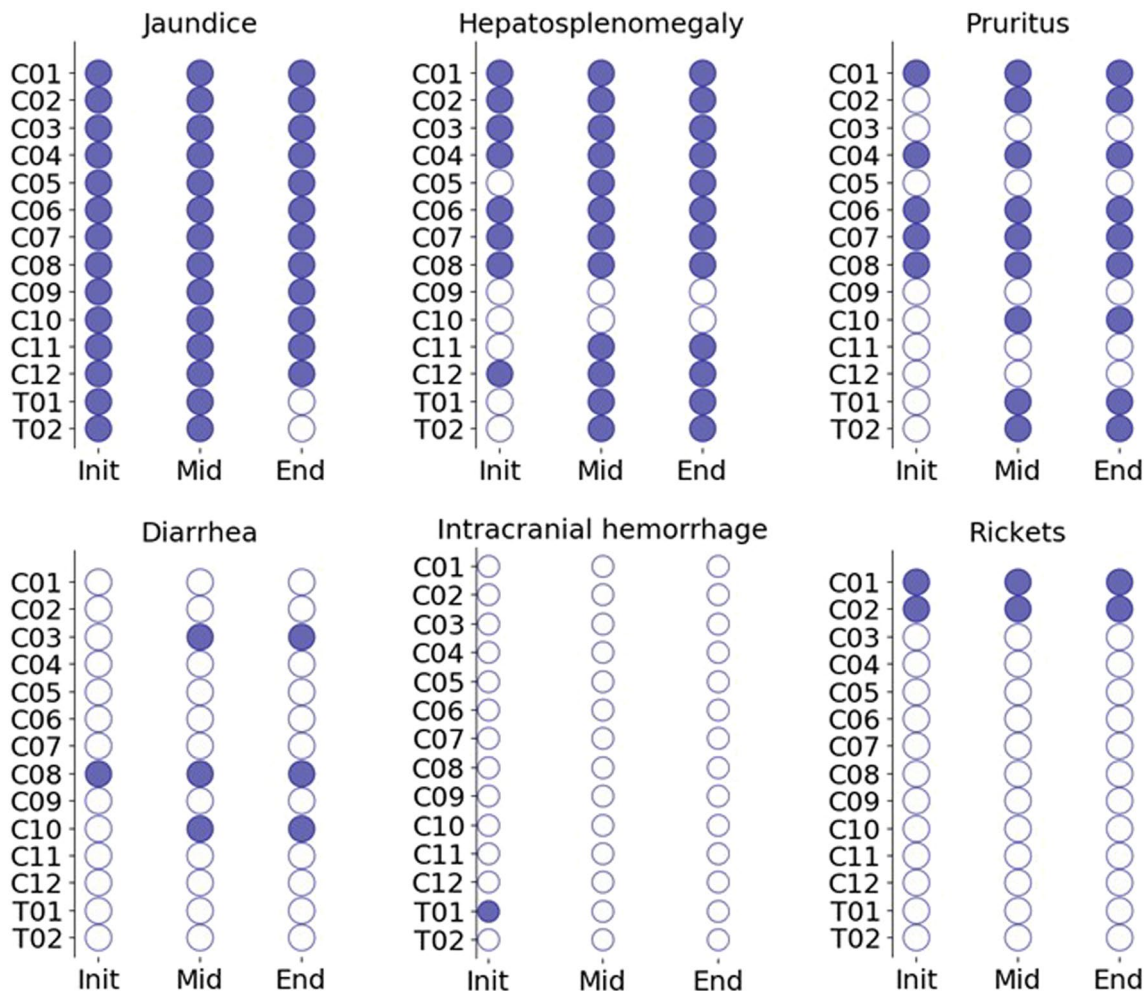 Jaundice Hepatosplenomegaly Pruritus
C01 C01 C01
C02 C02 C02
C03 C03 C03
C04 C04 C04
C05 C05 C05
C06 C06 C06
C07 C07 C07
C08 C08 C08
C09 C09 C09
C10 C10 C10
C11 C11 C11
C12 C12 C12
T01 T01 T01
T02 T02 T02
Init Mid End Init Mid End Init Mid End
Diarrhea Intracranial hemorrhage Rickets
C01 C01 C01
C02 C02 C02
C03 C03 C03
C04 C04 C04
C05 C05 C05
C06 C06 C06
C07 C07 C07
C08 C08 C08
C09 C09 C09
C10 C10 C10
C11 C11 C11
C12 C12 C12
T01 T01 T01
T02 T02 T02
Init Mid End Init Mid End Init Mid End